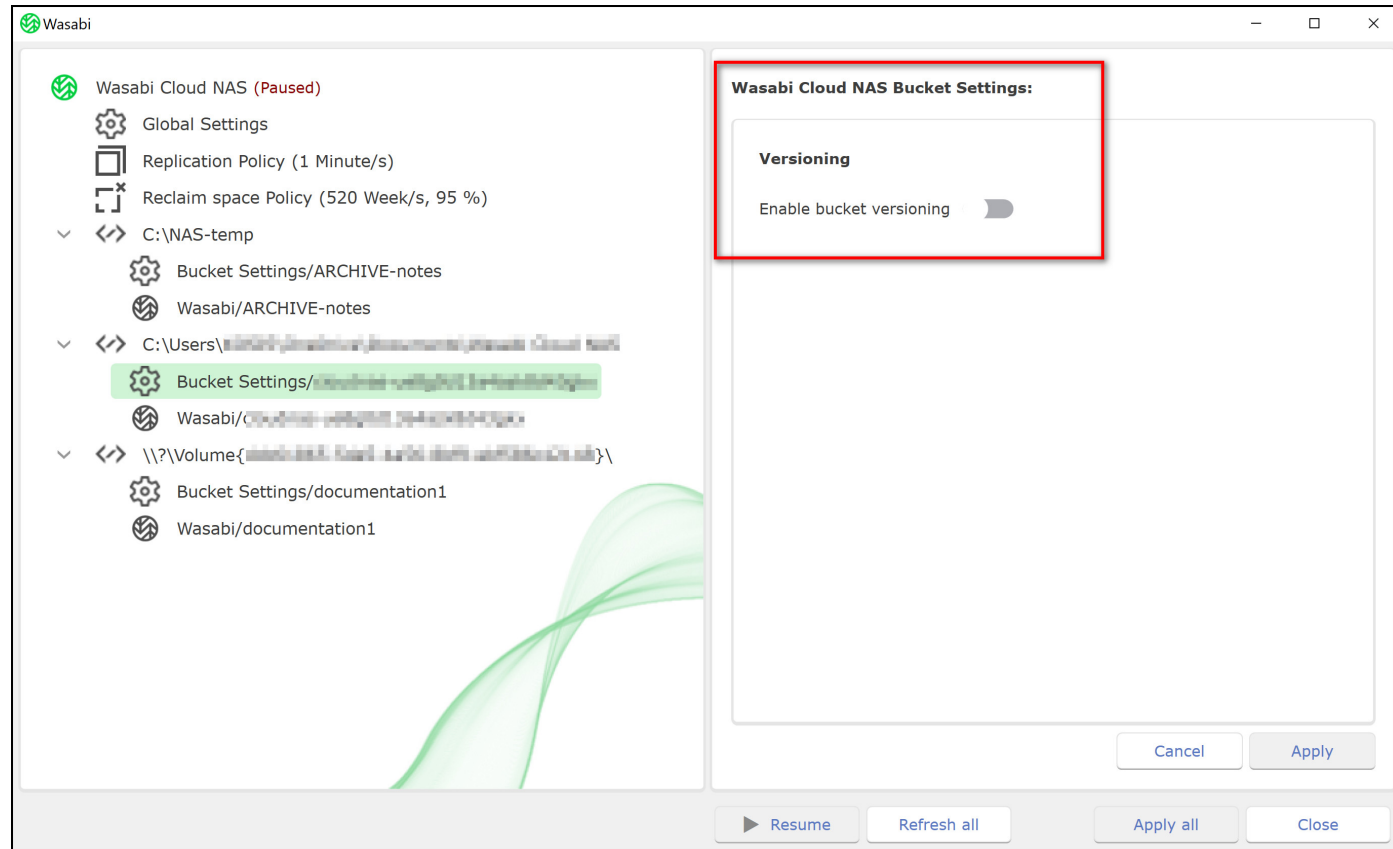 Wasabi
Wasabi Cloud NAS (Paused)
Global Settings
Replication Policy (1 Minute/s)
Reclaim space Policy (520 Week/s, 95 %)
C:\NAS-temp
Bucket Settings/ARCHIVE-notes
Wasabi/ARCHIVE-notes
C:\Users\
Bucket Settings/
Wasabi/
\\?\Volume{ }\
Bucket Settings/documentation1
Wasabi/documentation1
Wasabi Cloud NAS Bucket Settings:
Versioning
Enable bucket versioning
Cancel Apply
Resume Refresh all Apply all Close